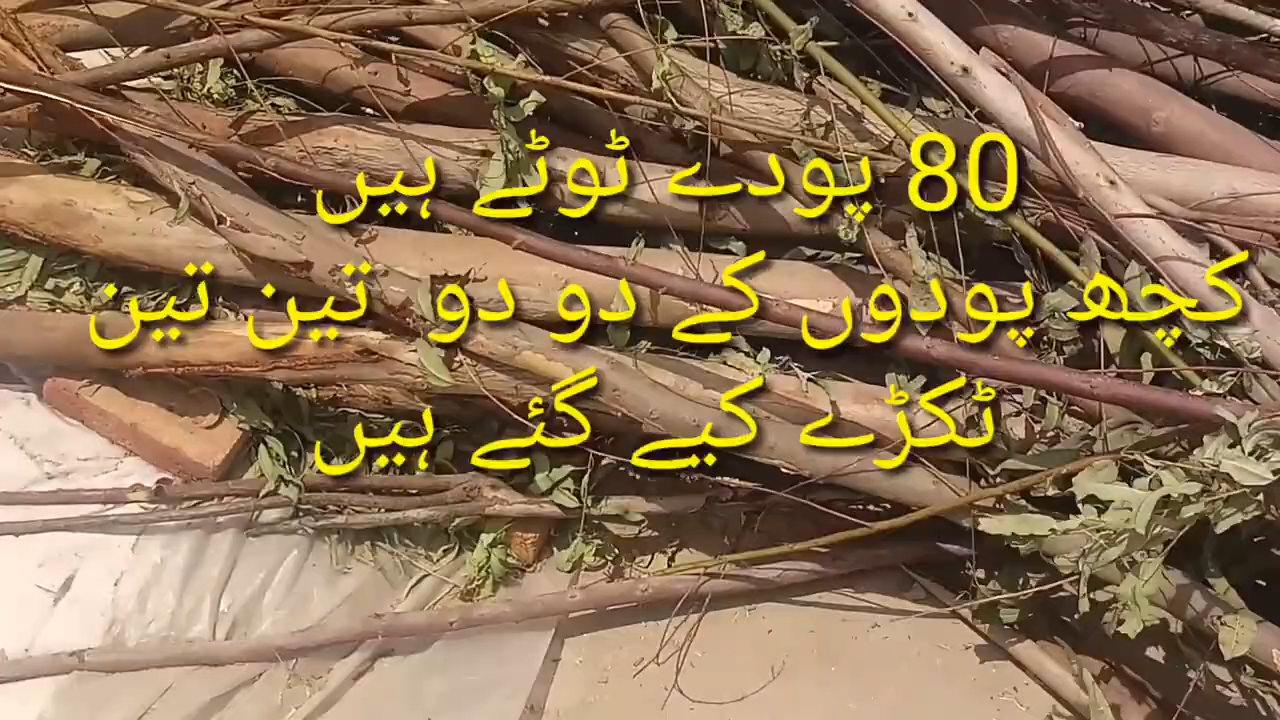 80 پودے ٹوٹے ہیں
کچھ پودوں کے دو دو تین تین
ٹکڑے کیے گئے ہیں